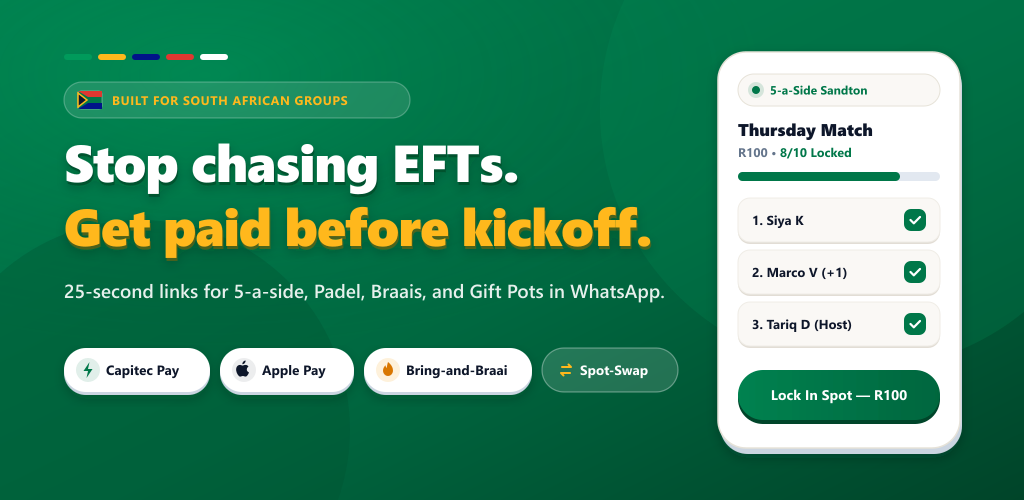 BUILT FOR SOUTH AFRICAN GROUPS
Stop chasing EFTs.
Get paid before kickoff.
25-second links for 5-a-side, Padel, Braais, and Gift Pots in WhatsApp.
Capitec Pay
Apple Pay
Bring-and-Braai
Spot-Swap
5-a-Side Sandton
Thursday Match
R100 • 8/10 Locked
1. Siya K
2. Marco V (+1)
3. Tariq D (Host)
Lock In Spot — R100